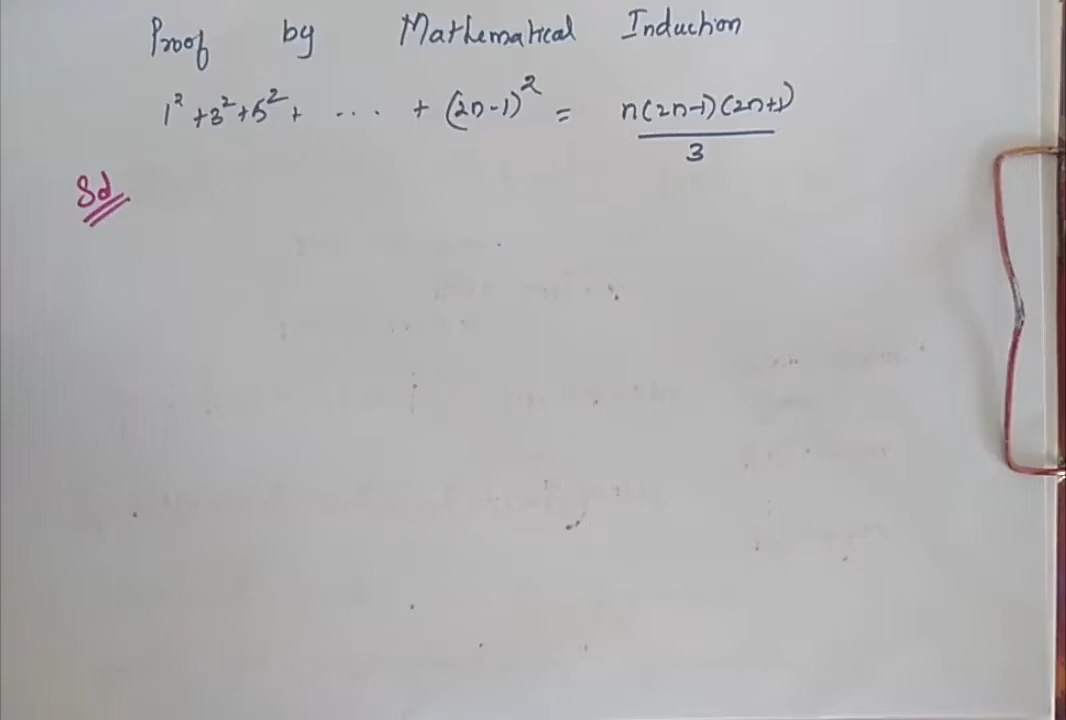 Proof by Mathematical Induction
1² + 3² + 5² + ... + (2n-1)² = n(2n-1)(2n+1)/3
Sol